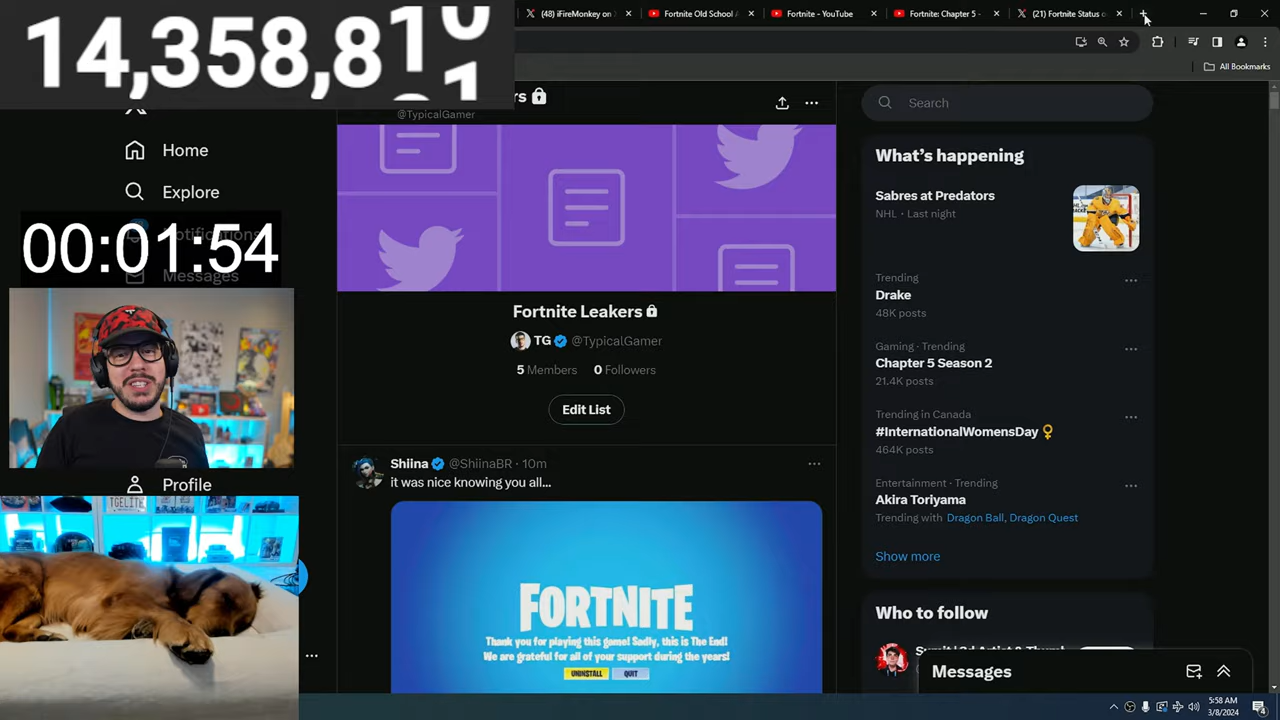 14,358,8
(48) iFireMonkey on
Fortnite Old School A
Fortnite - YouTube
Fortnite: Chapter 5 -
(21) Fortnite Status o
All Bookmarks
rs
@TypicalGamer
Home
Explore
Notifications
Messages
Profile
00:01:54
TGELITE
Fortnite Leakers
TG @TypicalGamer
5 Members 0 Followers
Edit List
Shiina @ShiinaBR · 10m
it was nice knowing you all...
FORTNITE
Thank you for playing this game! Sadly, this is The End!
We are grateful for all of your support during the years!
UNINSTALL QUIT
Search
What's happening
Sabres at Predators
NHL · Last night
Trending
Drake
48K posts
Gaming · Trending
Chapter 5 Season 2
21.4K posts
Trending in Canada
#InternationalWomensDay
464K posts
Entertainment · Trending
Akira Toriyama
Trending with Dragon Ball, Dragon Quest
Show more
Who to follow
Messages
5:58 AM
3/8/2024